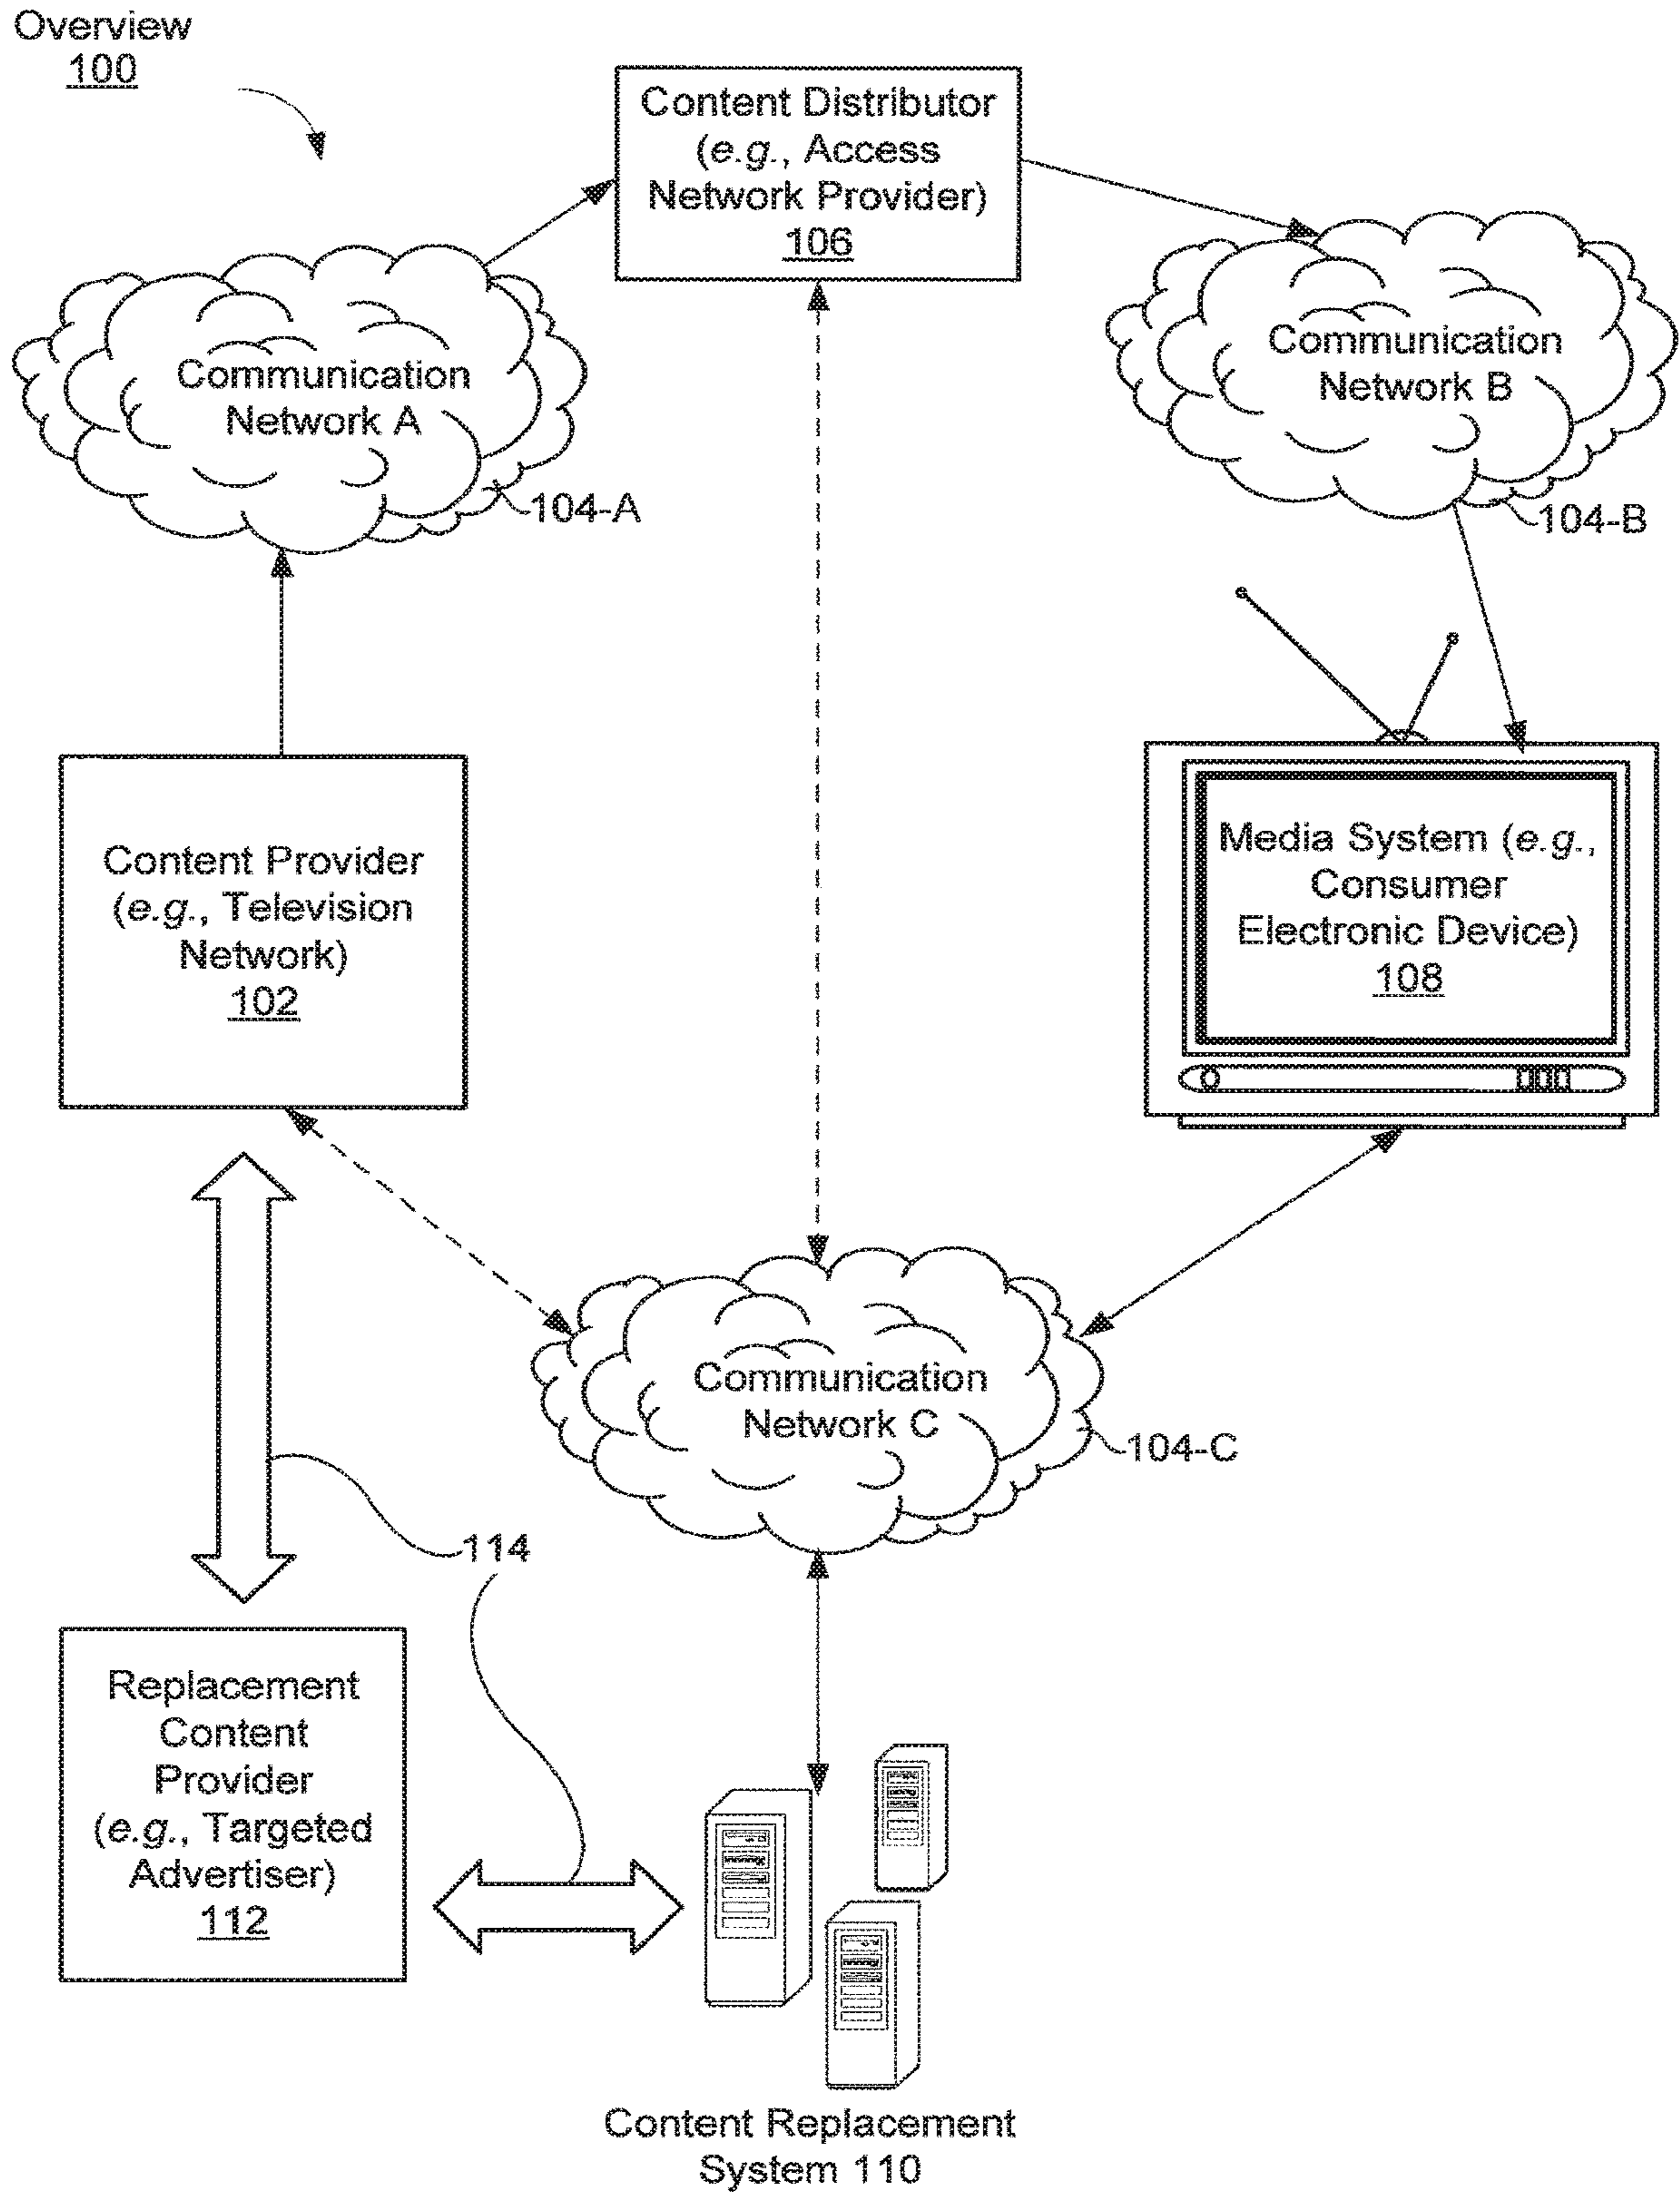 Overview
100
Content Distributor
(e.g., Access
Network Provider)
106
Communication
Network A
104-A
Communication
Network B
104-B
Content Provider
(e.g., Television
Network)
102
Media System (e.g.,
Consumer
Electronic Device)
108
Communication
Network C
104-C
114
Replacement
Content
Provider
(e.g., Targeted
Advertiser)
112
Content Replacement
System 110